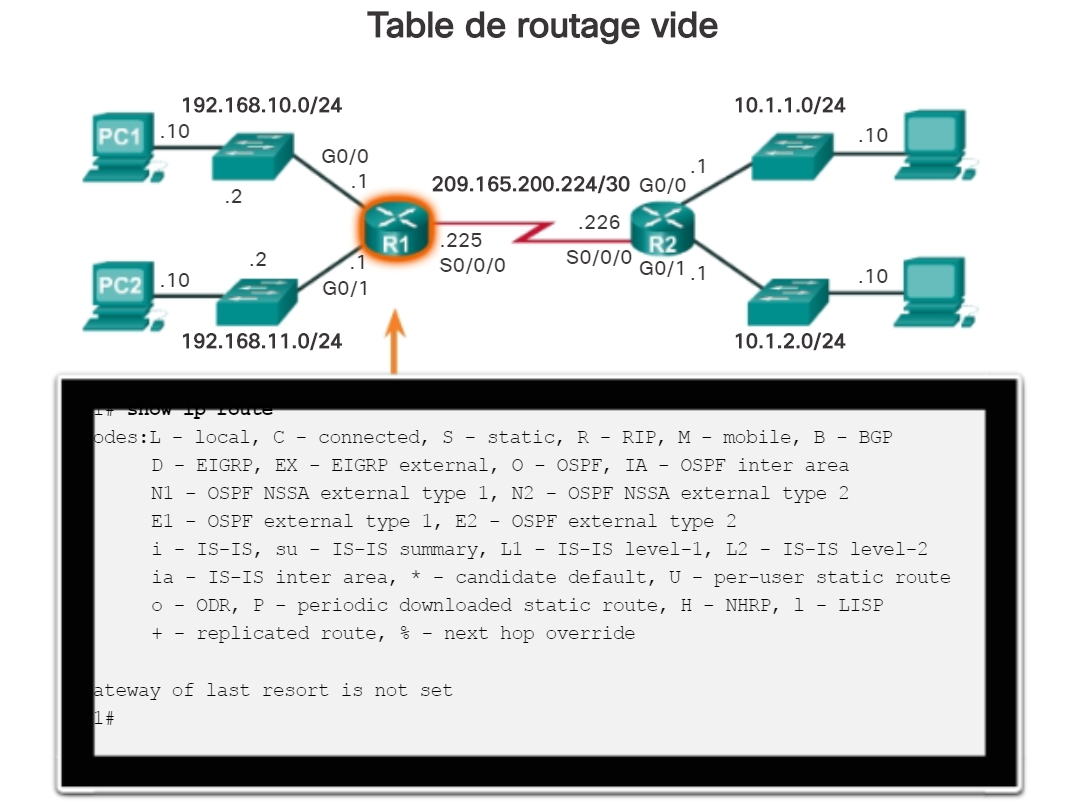 Table de routage vide
192.168.10.0/24
10.1.1.0/24
PC1
.10
.10
G0/0
.1
.2
209.165.200.224/30
G0/0
.1
R1
.225
S0/0/0
.226
S0/0/0
R2
G0/1
.1
PC2
.10
.2
.1
G0/1
.10
192.168.11.0/24
10.1.2.0/24
1# show ip route
odes:L - local, C - connected, S - static, R - RIP, M - mobile, B - BGP
D - EIGRP, EX - EIGRP external, O - OSPF, IA - OSPF inter area
N1 - OSPF NSSA external type 1, N2 - OSPF NSSA external type 2
E1 - OSPF external type 1, E2 - OSPF external type 2
i - IS-IS, su - IS-IS summary, L1 - IS-IS level-1, L2 - IS-IS level-2
ia - IS-IS inter area, * - candidate default, U - per-user static route
o - ODR, P - periodic downloaded static route, H - NHRP, l - LISP
+ - replicated route, % - next hop override
ateway of last resort is not set
1#